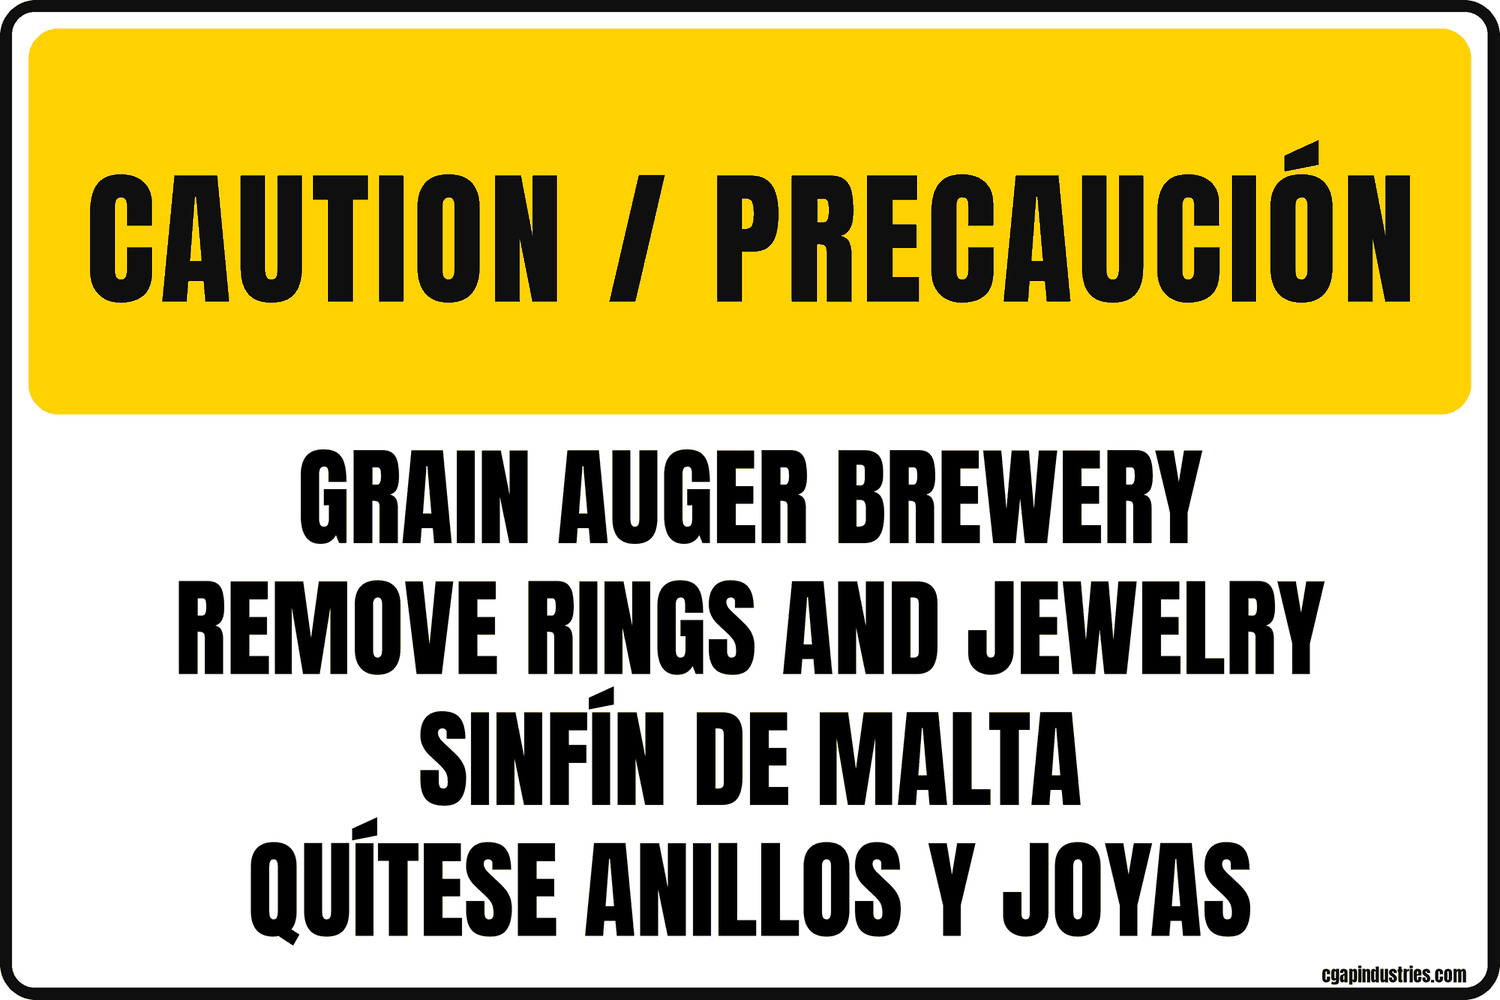 CAUTION / PRECAUCIÓN
GRAIN AUGER BREWERY
REMOVE RINGS AND JEWELRY
SINFÍN DE MALTA
QUÍTESE ANILLOS Y JOYAS
cgapindustries.com